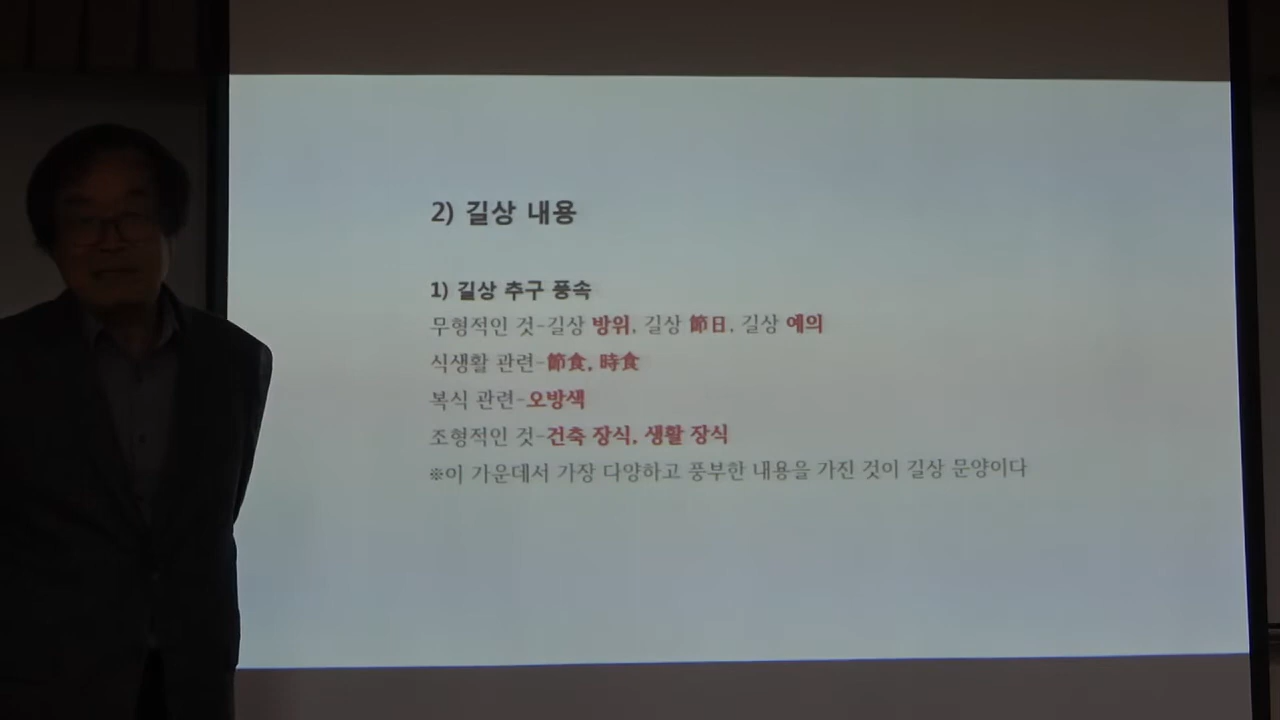 2) 길상 내용
1) 길상 추구 풍속
무형적인 것-길상 방위, 길상 節日, 길상 예의
식생활 관련-節食, 時食
복식 관련-오방색
조형적인 것-건축 장식, 생활 장식
※이 가운데서 가장 다양하고 풍부한 내용을 가진 것이 길상 문양이다